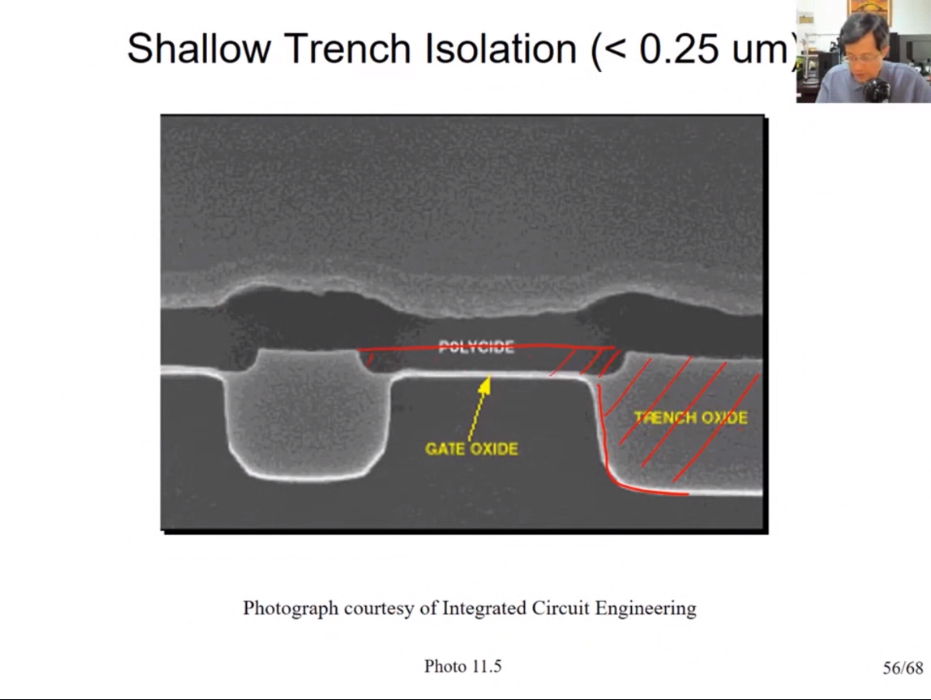 Shallow Trench Isolation (< 0.25 um)
POLYCIDE
TRENCH OXIDE
GATE OXIDE
Photograph courtesy of Integrated Circuit Engineering
Photo 11.5
56/68